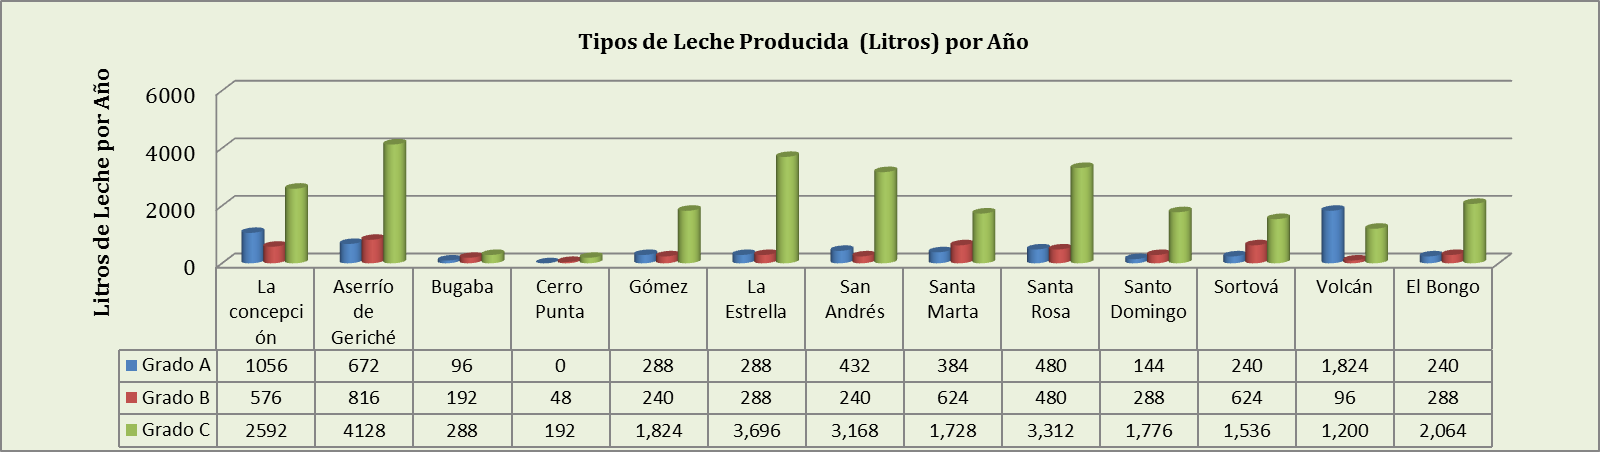 Tipos de Leche Producida  (Litros) por Año
Litros de Leche por Año
6000
4000
2000
0
La concepci ón Aserrío de Geriché Bugaba Cerro Punta Gómez La Estrella San Andrés Santa Marta Santa Rosa Santo Domingo Sortová Volcán El Bongo
Grado A 1056 672 96 0 288 288 432 384 480 144 240 1,824 240
Grado B 576 816 192 48 240 288 240 624 480 288 624 96 288
Grado C 2592 4128 288 192 1,824 3,696 3,168 1,728 3,312 1,776 1,536 1,200 2,064